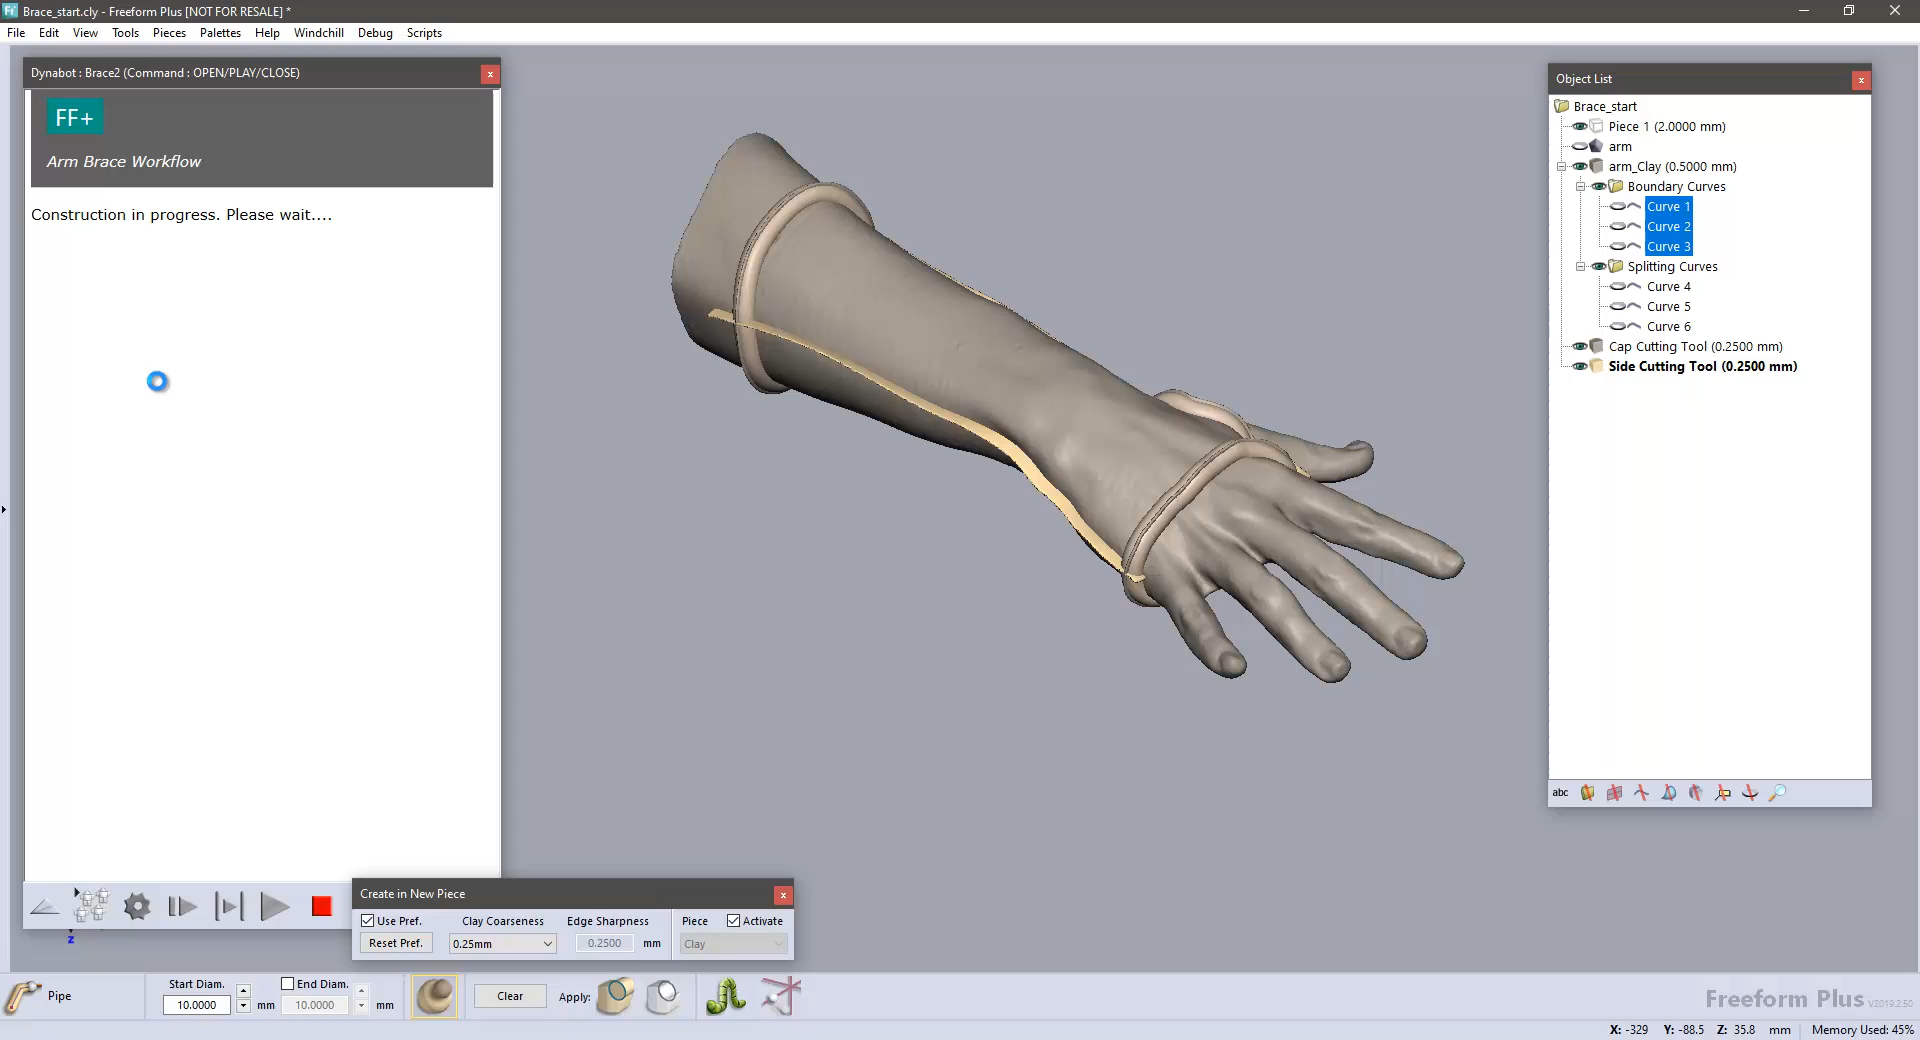 Brace_start.cly - Freeform Plus [NOT FOR RESALE] *
File Edit View Tools Pieces Palettes Help Windchill Debug Scripts
Dynabot : Brace2 (Command : OPEN/PLAY/CLOSE)
FF+
Arm Brace Workflow
Construction in progress. Please wait....
Object List
Brace_start
Piece 1 (2.0000 mm)
arm
arm_Clay (0.5000 mm)
Boundary Curves
Curve 1
Curve 2
Curve 3
Splitting Curves
Curve 4
Curve 5
Curve 6
Cap Cutting Tool (0.2500 mm)
Side Cutting Tool (0.2500 mm)
abc
z
Create in New Piece
Use Pref. Clay Coarseness Edge Sharpness Piece Activate
Reset Pref. 0.25mm 0.2500 mm Clay
Pipe
Start Diam. End Diam.
10.0000 mm 10.0000 mm
Clear Apply:
Freeform Plus V2019.2.50
X: -329 Y: -88.5 Z: 35.8 mm Memory Used: 45%